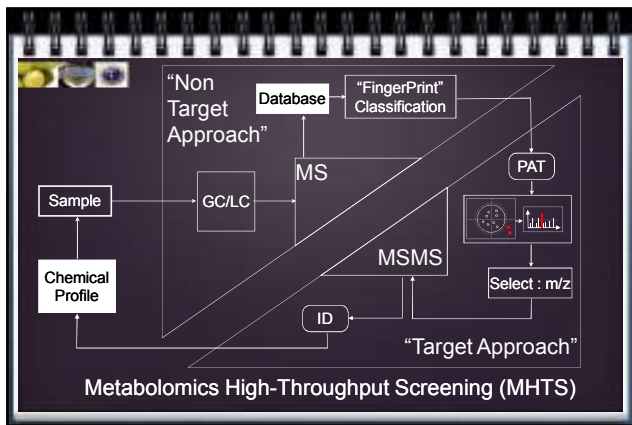 “Non
Target
Approach”
Database
“FingerPrint”
Classification
PAT
MS
Sample
GC/LC
MSMS
Select : m/z
Chemical
Profile
ID
“Target Approach”
Metabolomics High-Throughput Screening (MHTS)